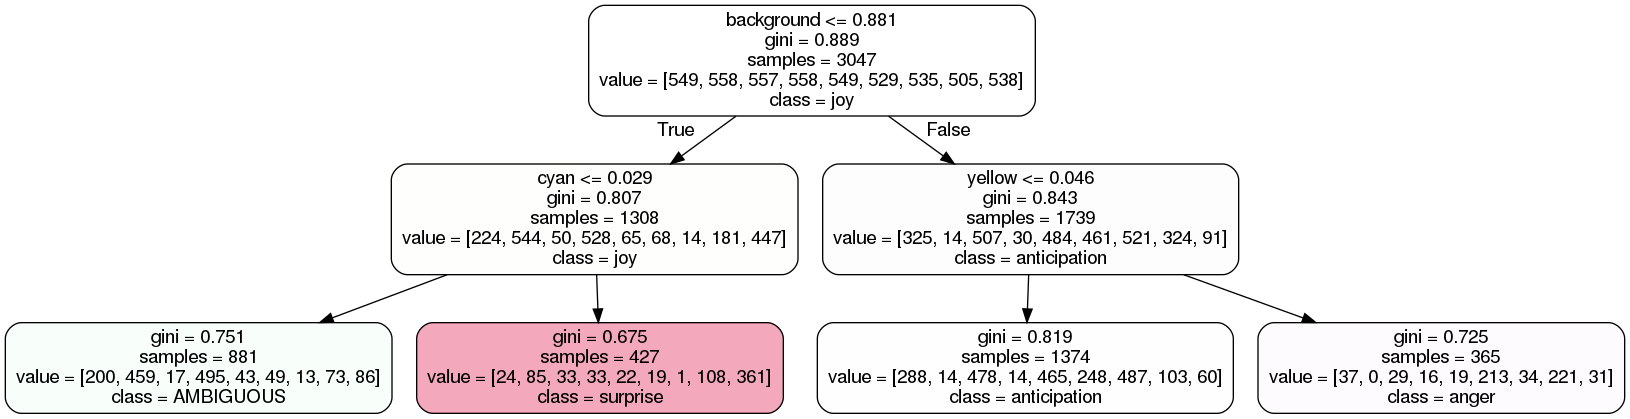 background <= 0.881
gini = 0.889
samples = 3047
value = [549, 558, 557, 558, 549, 529, 535, 505, 538]
class = joy
True
False
cyan <= 0.029
gini = 0.807
samples = 1308
value = [224, 544, 50, 528, 65, 68, 14, 181, 447]
class = joy
yellow <= 0.046
gini = 0.843
samples = 1739
value = [325, 14, 507, 30, 484, 461, 521, 324, 91]
class = anticipation
gini = 0.751
samples = 881
value = [200, 459, 17, 495, 43, 49, 13, 73, 86]
class = AMBIGUOUS
gini = 0.675
samples = 427
value = [24, 85, 33, 33, 22, 19, 1, 108, 361]
class = surprise
gini = 0.819
samples = 1374
value = [288, 14, 478, 14, 465, 248, 487, 103, 60]
class = anticipation
gini = 0.725
samples = 365
value = [37, 0, 29, 16, 19, 213, 34, 221, 31]
class = anger